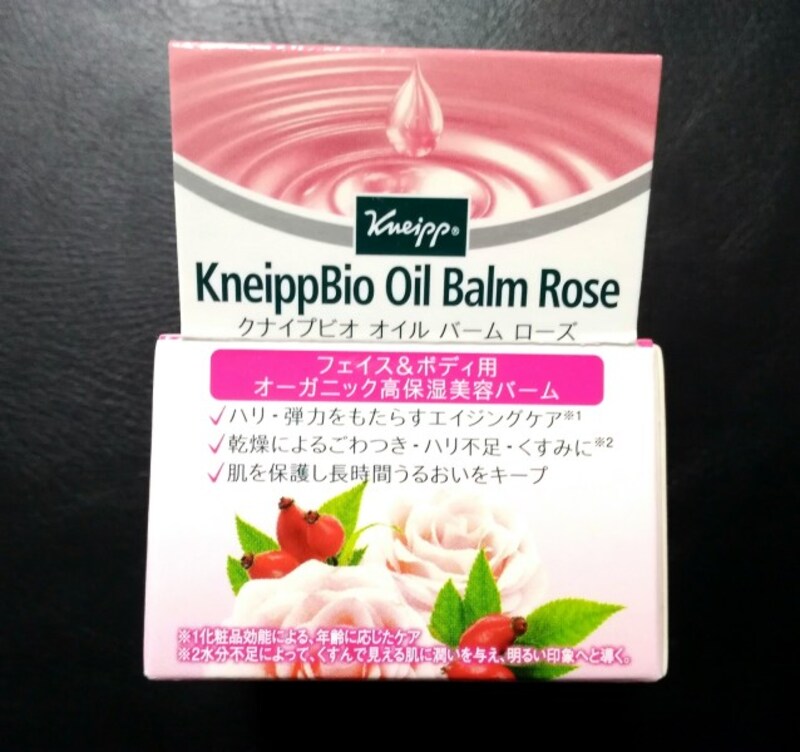 Kneipp®
KneippBio Oil Balm Rose
クナイプビオ オイル バーム ローズ
フェイス&ボディ用
オーガニック高保湿美容バーム
✓ハリ・弾力をもたらすエイジングケア※1
✓乾燥によるごわつき・ハリ不足・くすみに※2
✓肌を保護し長時間うるおいをキープ
※1化粧品効能による、年齢に応じたケア
※2水分不足によって、くすんで見える肌に潤いを与え、明るい印象へと導く。